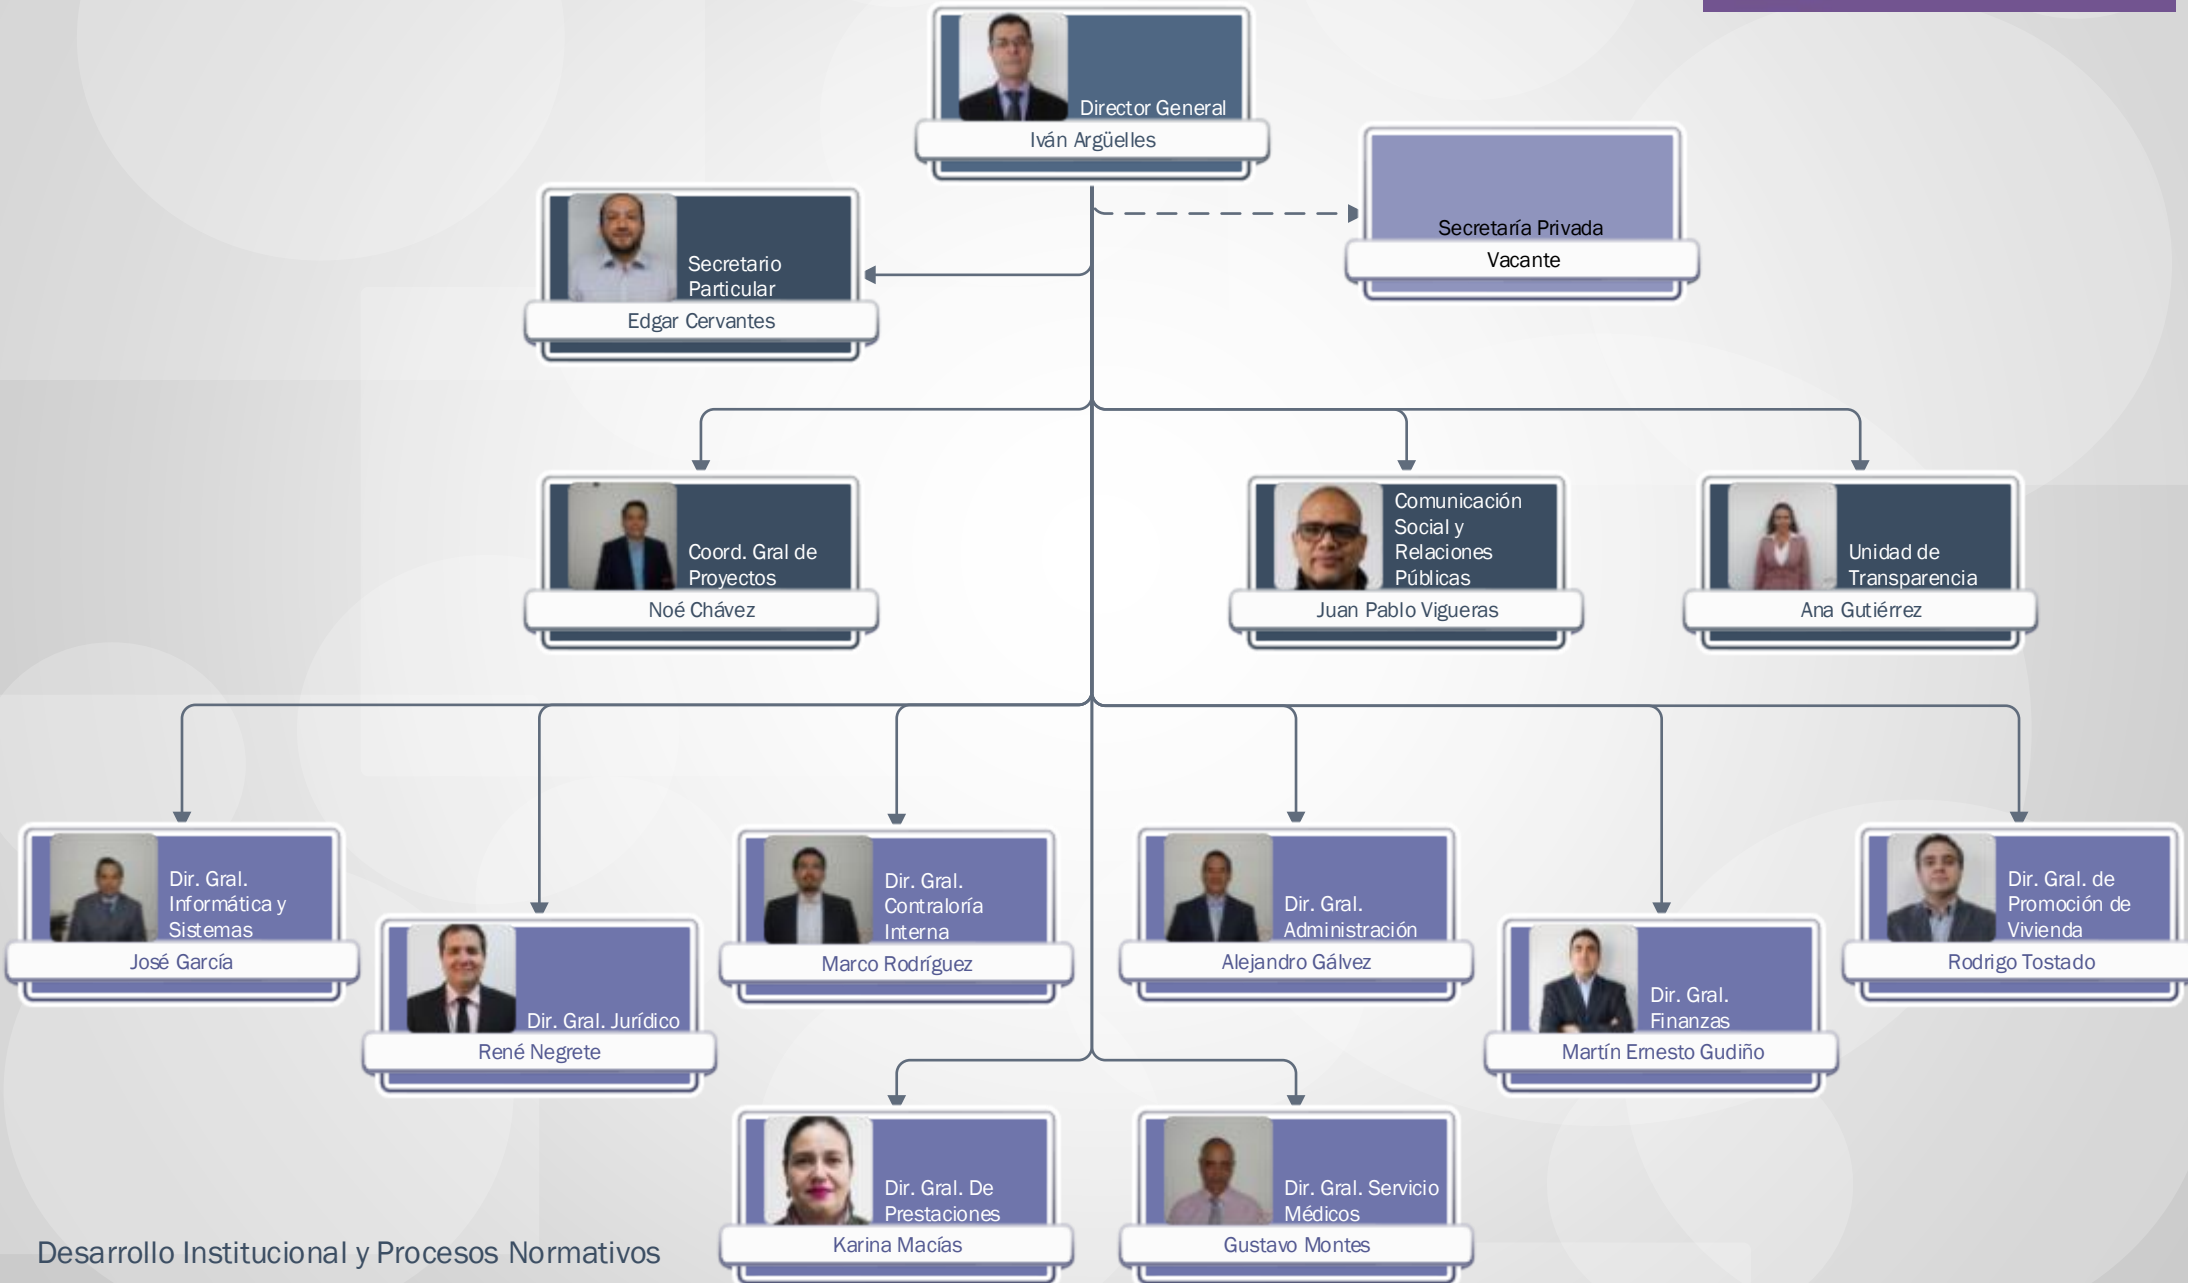 Director General
Iván Argüelles
Secretaría Privada
Vacante
Secretario
Particular
Edgar Cervantes
Coord. Gral de
Proyectos
Noé Chávez
Comunicación
Social y
Relaciones
Públicas
Juan Pablo Vigueras
Unidad de
Transparencia
Ana Gutiérrez
Dir. Gral.
Informática y
Sistemas
José García
Dir. Gral. Jurídico
René Negrete
Dir. Gral.
Contraloría
Interna
Marco Rodríguez
Dir. Gral.
Administración
Alejandro Gálvez
Dir. Gral.
Finanzas
Martín Ernesto Gudiño
Dir. Gral. de
Promoción de
Vivienda
Rodrigo Tostado
Dir. Gral. De
Prestaciones
Karina Macías
Dir. Gral. Servicio
Médicos
Gustavo Montes
Desarrollo Institucional y Procesos Normativos